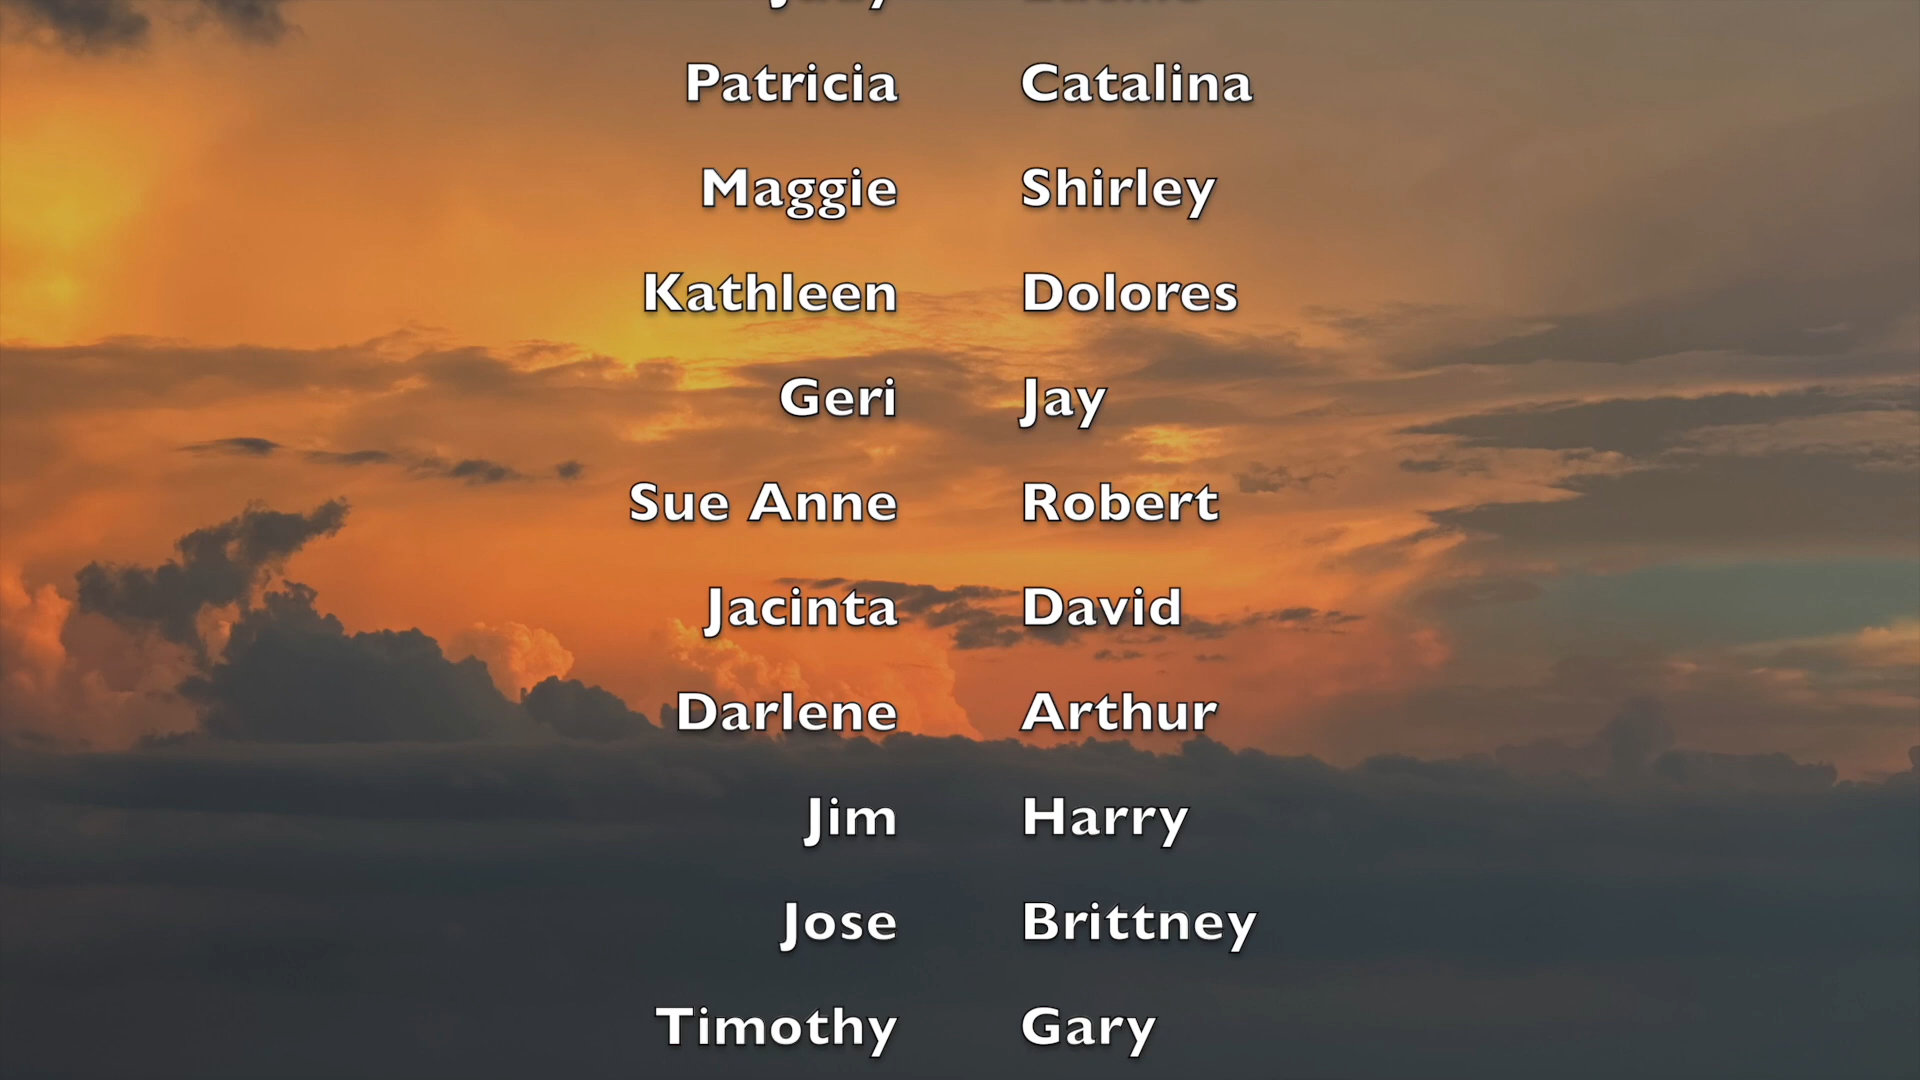 Patricia Catalina
Maggie Shirley
Kathleen Dolores
Geri Jay
Sue Anne Robert
Jacinta David
Darlene Arthur
Jim Harry
Jose Brittney
Timothy Gary